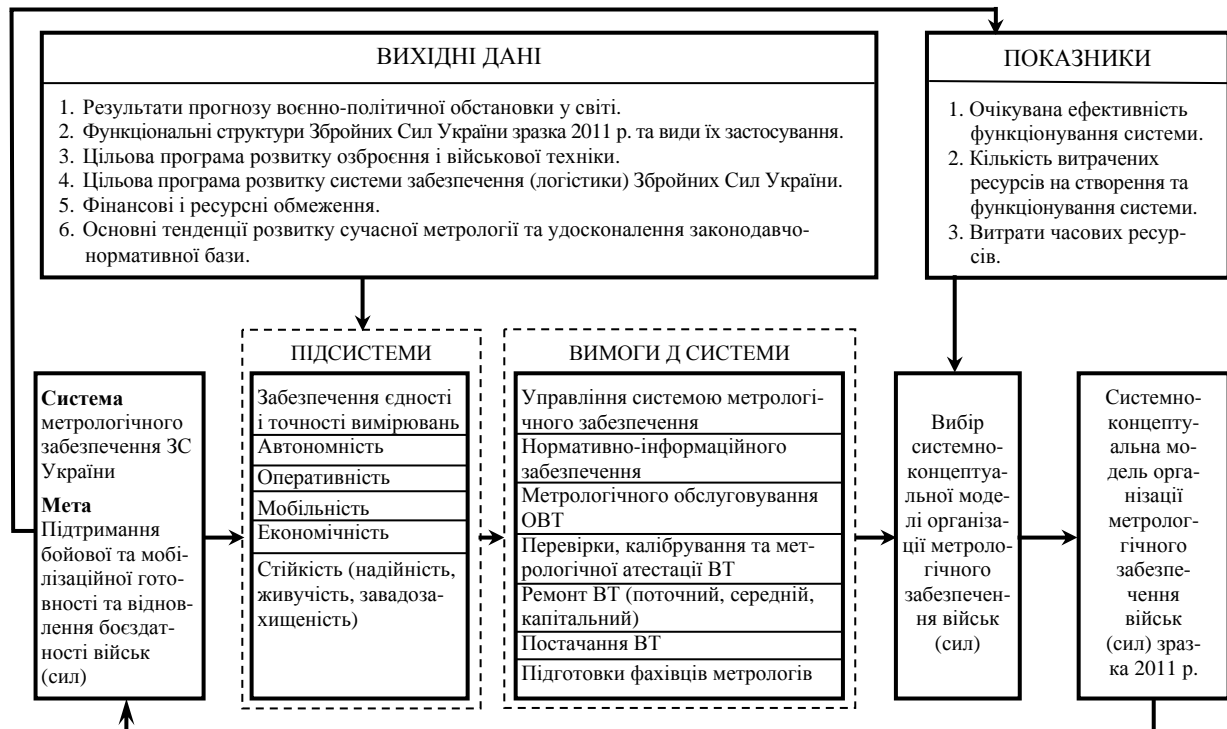 ВИХІДНІ ДАНІ
1. Результати прогнозу воєнно-політичної обстановки у світі.
2. Функціональні структури Збройних Сил України зразка 2011 р. та види їх застосування.
3. Цільова програма розвитку озброєння і військової техніки.
4. Цільова програма розвитку системи забезпечення (логістики) Збройних Сил України.
5. Фінансові і ресурсні обмеження.
6. Основні тенденції розвитку сучасної метрології та удосконалення законодавчо-
нормативної бази.
ПОКАЗНИКИ
1. Очікувана ефективність
функціонування системи.
2. Кількість витрачених
ресурсів на створення та
функціонування системи.
3. Витрати часових ресур-
сів.
Система
метрологічного
забезпечення ЗС
України
Мета
Підтримання
бойової та мобі-
лізаційної гото-
вності та віднов-
лення боєздат-
ності військ
(сил)
ПІДСИСТЕМИ
Забезпечення єдності
і точності вимірювань
Автономність
Оперативність
Мобільність
Економічність
Стійкість (надійність,
живучість, завадоза-
хищеність)
ВИМОГИ Д СИСТЕМИ
Управління системою метрологі-
чного забезпечення
Нормативно-інформаційного
забезпечення
Метрологічного обслуговування
ОВТ
Перевірки, калібрування та мет-
рологічної атестації ВТ
Ремонт ВТ (поточний, середній,
капітальний)
Постачання ВТ
Підготовки фахівців метрологів
Вибір
системно-
концептуа-
льної моде-
лі організа-
ції метроло-
гічного
забезпечен-
ня військ
(сил)
Системно-
концепту-
альна мо-
дель орга-
нізації
метроло-
гічного
забезпе-
чення
військ
(сил) зраз-
ка 2011 р.